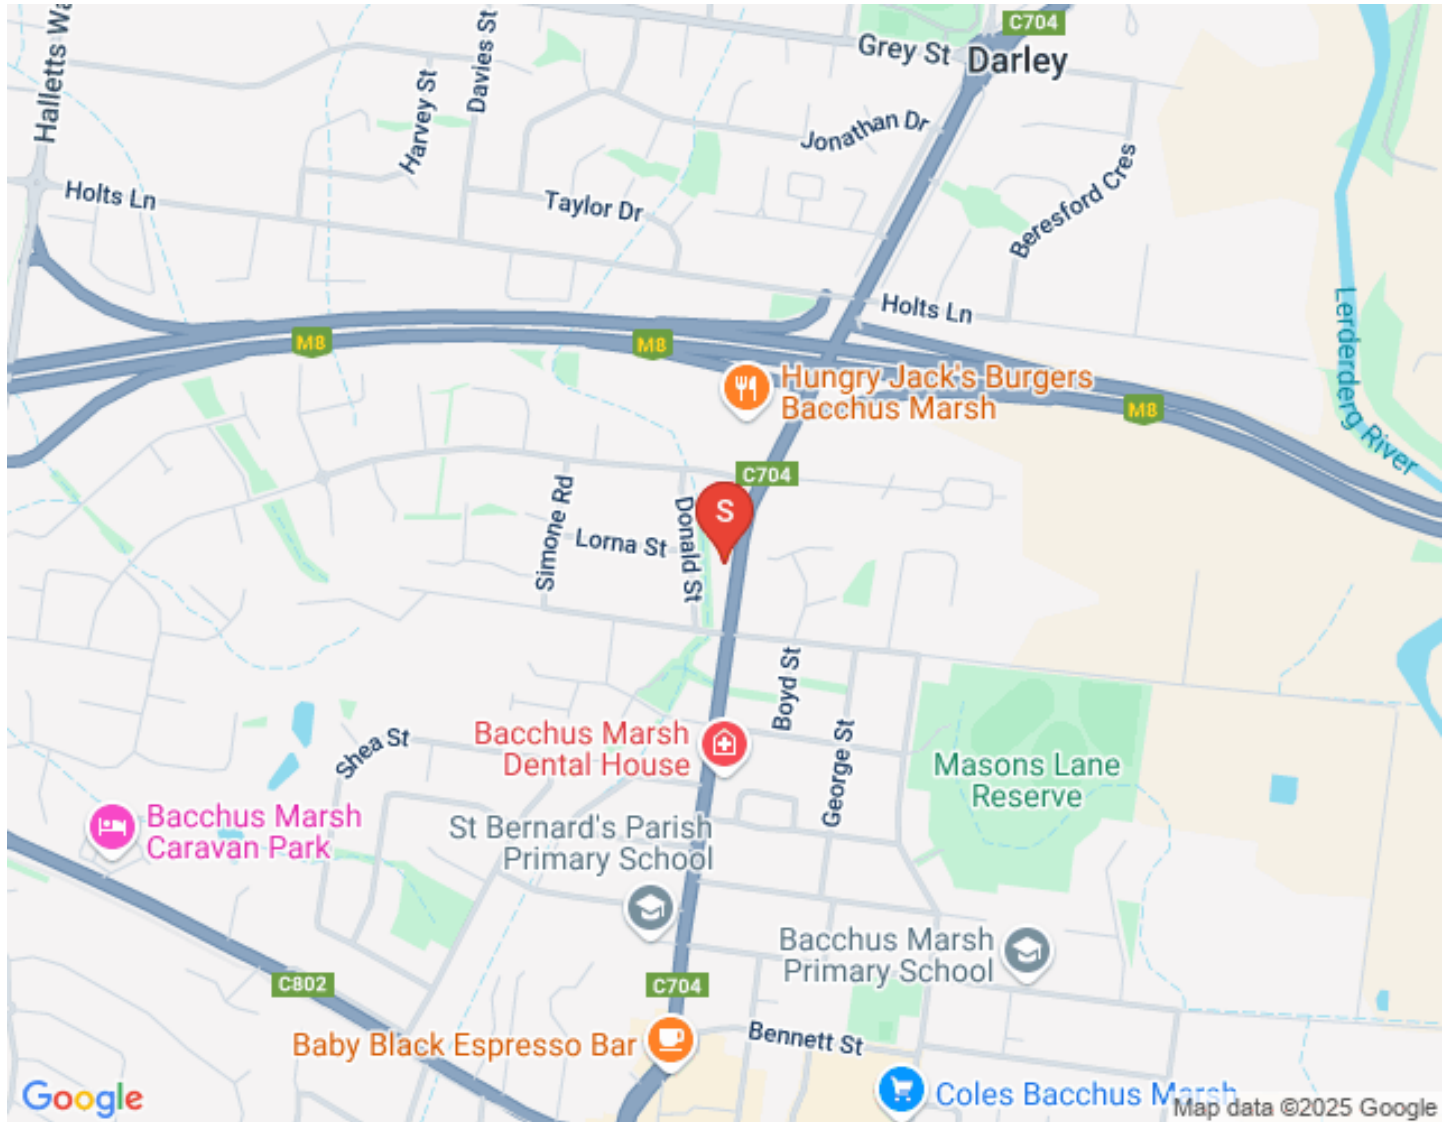 C704
Grey St
Darley
Halletts Wa
Davies St
Harvey St
Jonathan Dr
Holts Ln
Taylor Dr
Beresford Cres
Holts Ln
Lerderderg River
M8
M8
Hungry Jack's Burgers
Bacchus Marsh
M8
C704
S
Simone Rd
Lorna St
Donald St
Boyd St
George St
Shea St
Bacchus Marsh
Dental House
Masons Lane
Reserve
Bacchus Marsh
Caravan Park
St Bernard's Parish
Primary School
Bacchus Marsh
Primary School
C802
C704
Baby Black Espresso Bar
Bennett St
Coles Bacchus Marsh
Google
Map data ©2025 Google